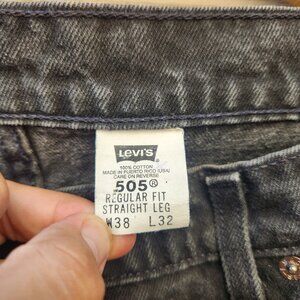 LEVI'S
100% COTTON
MADE IN PUERTO RICO (USA)
CARE ON REVERSE
505®
REGULAR FIT
STRAIGHT LEG
W38 L32